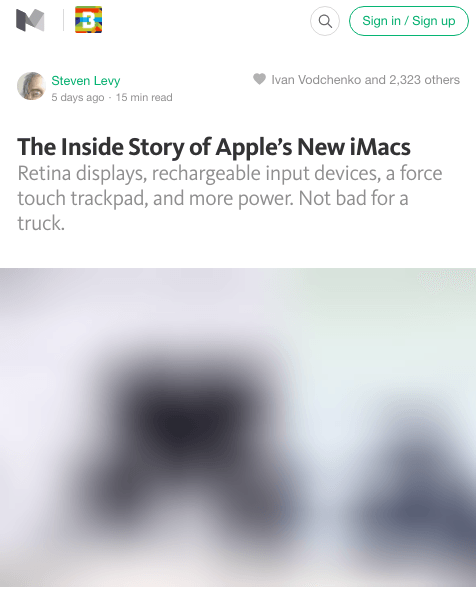 3
Sign in / Sign up
Steven Levy
5 days ago · 15 min read
Ivan Vodchenko and 2,323 others
The Inside Story of Apple’s New iMacs
Retina displays, rechargeable input devices, a force
touch trackpad, and more power. Not bad for a
truck.